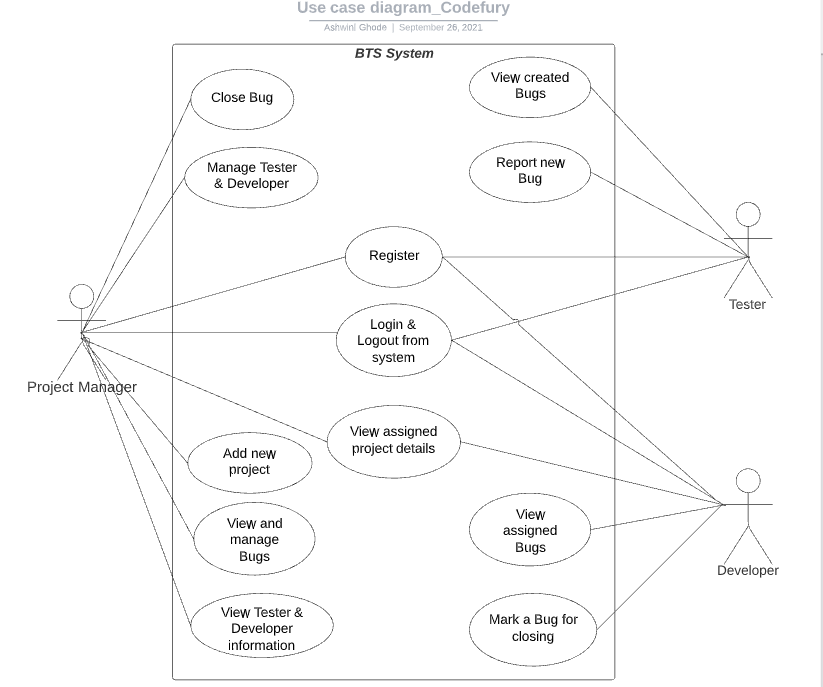 Use case diagram_Codefury
Ashwini Ghode | September 26, 2021
BTS System
Close Bug
View created
Bugs
Manage Tester
& Developer
Report new
Bug
Register
Tester
Login &
Logout from
system
Project Manager
View assigned
project details
Add new
project
View and
manage
Bugs
View
assigned
Bugs
Developer
View Tester &
Developer
information
Mark a Bug for
closing